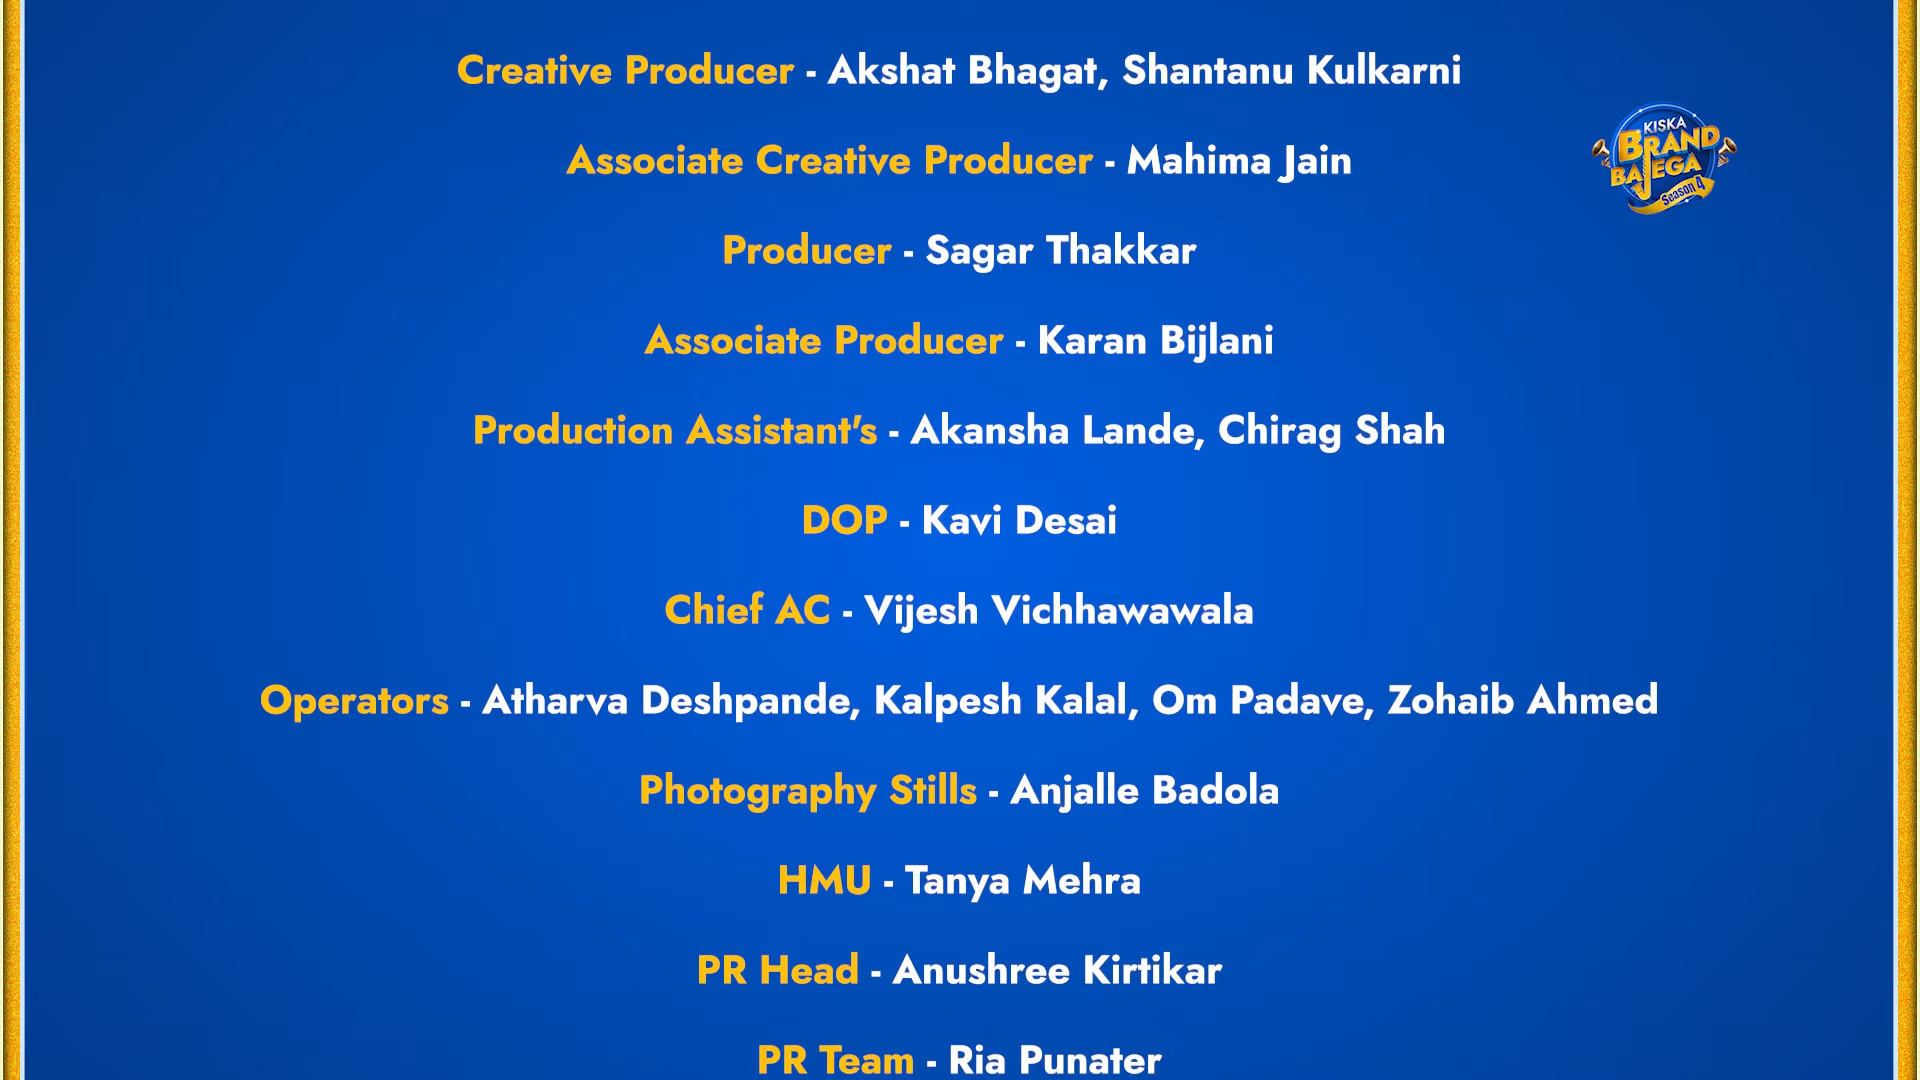 Creative Producer - Akshat Bhagat, Shantanu Kulkarni
Associate Creative Producer - Mahima Jain
KISKA
BRAND
BAJEGA
Season 4
Producer - Sagar Thakkar
Associate Producer - Karan Bijlani
Production Assistant's - Akansha Lande, Chirag Shah
DOP - Kavi Desai
Chief AC - Vijesh Vichhawawala
Operators - Atharva Deshpande, Kalpesh Kalal, Om Padave, Zohaib Ahmed
Photography Stills - Anjalle Badola
HMU - Tanya Mehra
PR Head - Anushree Kirtikar
PR Team - Ria Punater